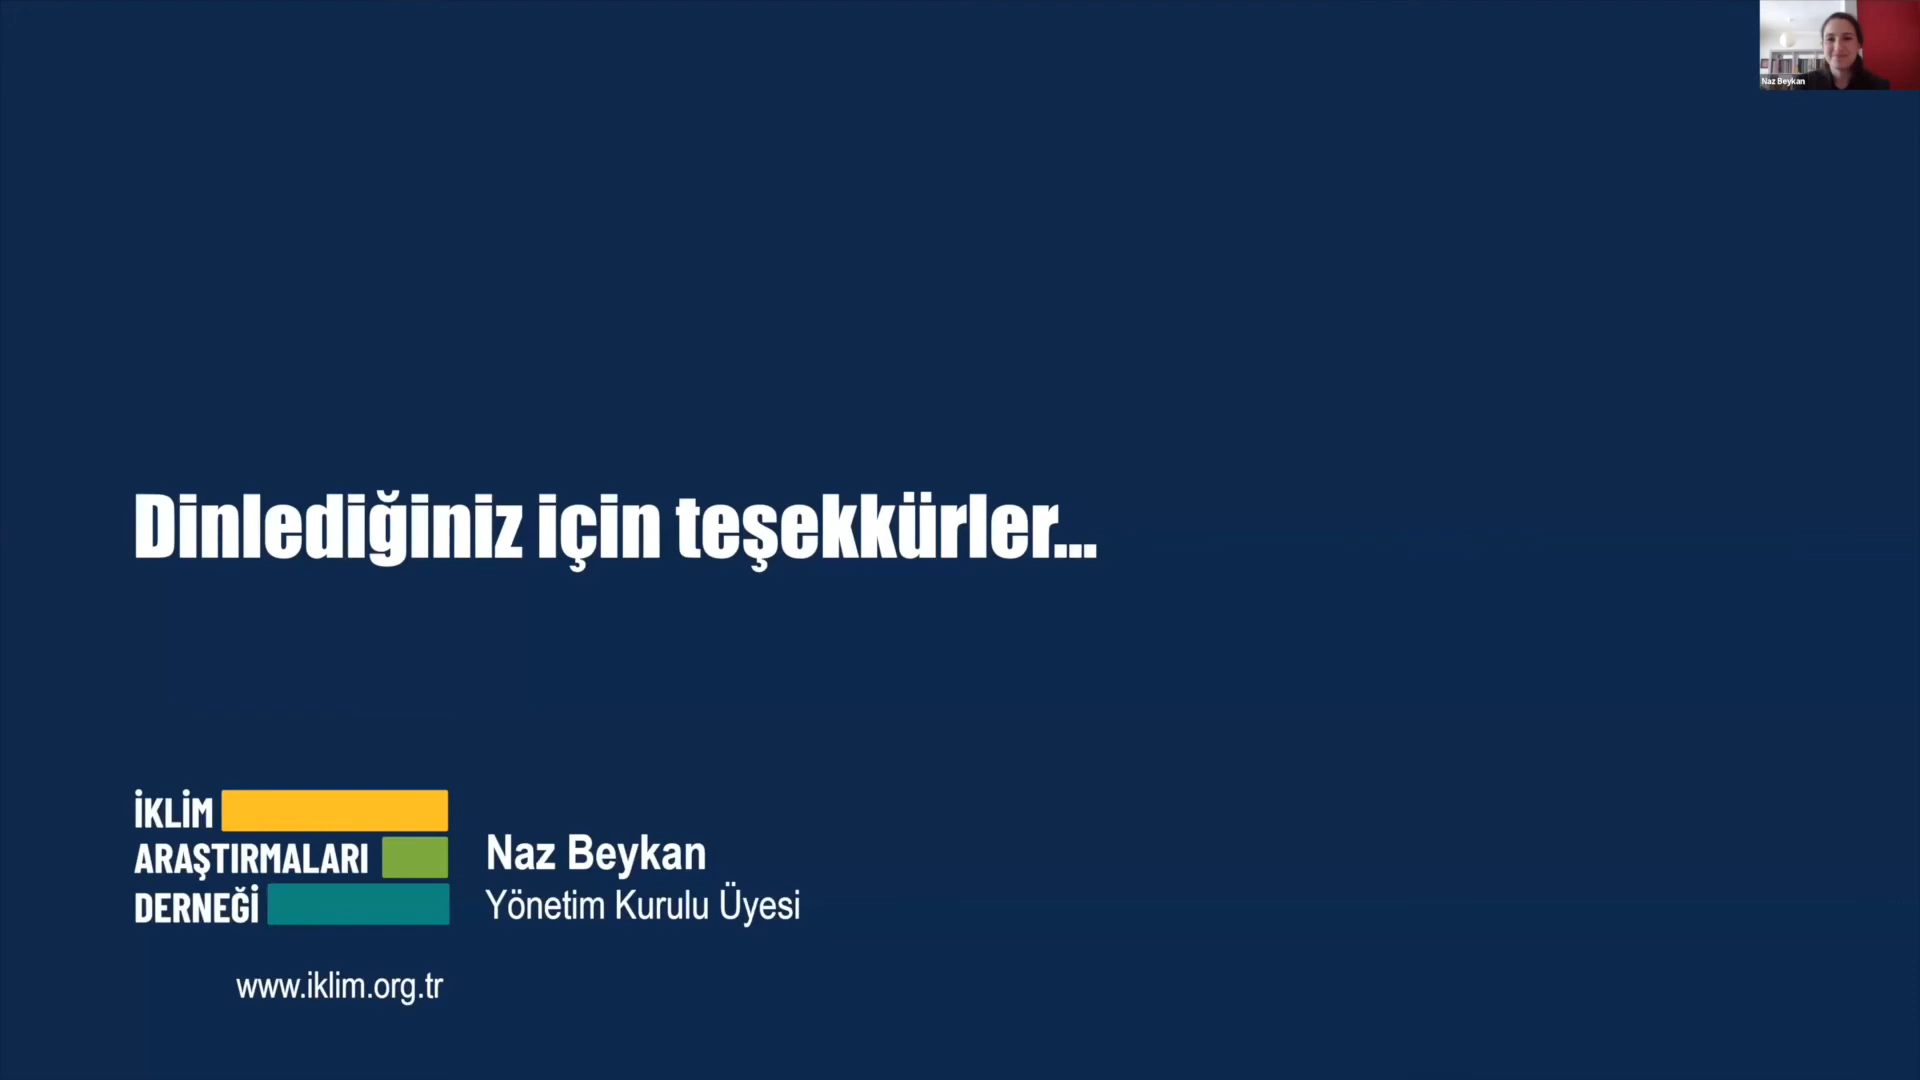 Naz Beykan
Dinlediğiniz için teşekkürler...
İKLİM
ARAŞTIRMALARI
DERNEĞİ
Naz Beykan
Yönetim Kurulu Üyesi
www.iklim.org.tr